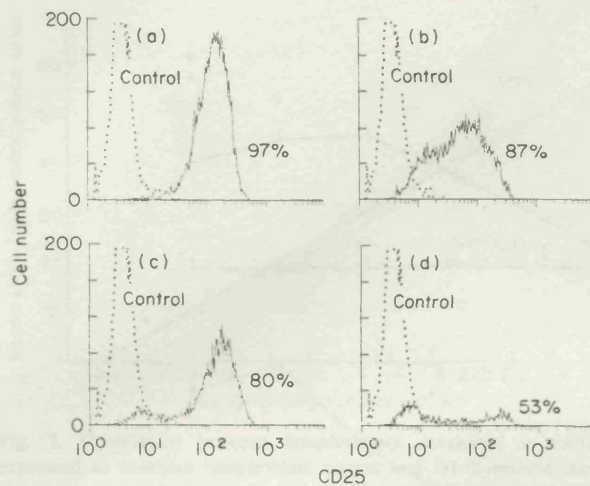 200
(a)
Control
97%
0
(b)
Control
87%
Cell number
200
(c)
Control
80%
0
(d)
Control
53%
10⁰ 10¹ 10² 10³ 10⁰ 10¹ 10² 10³
CD25